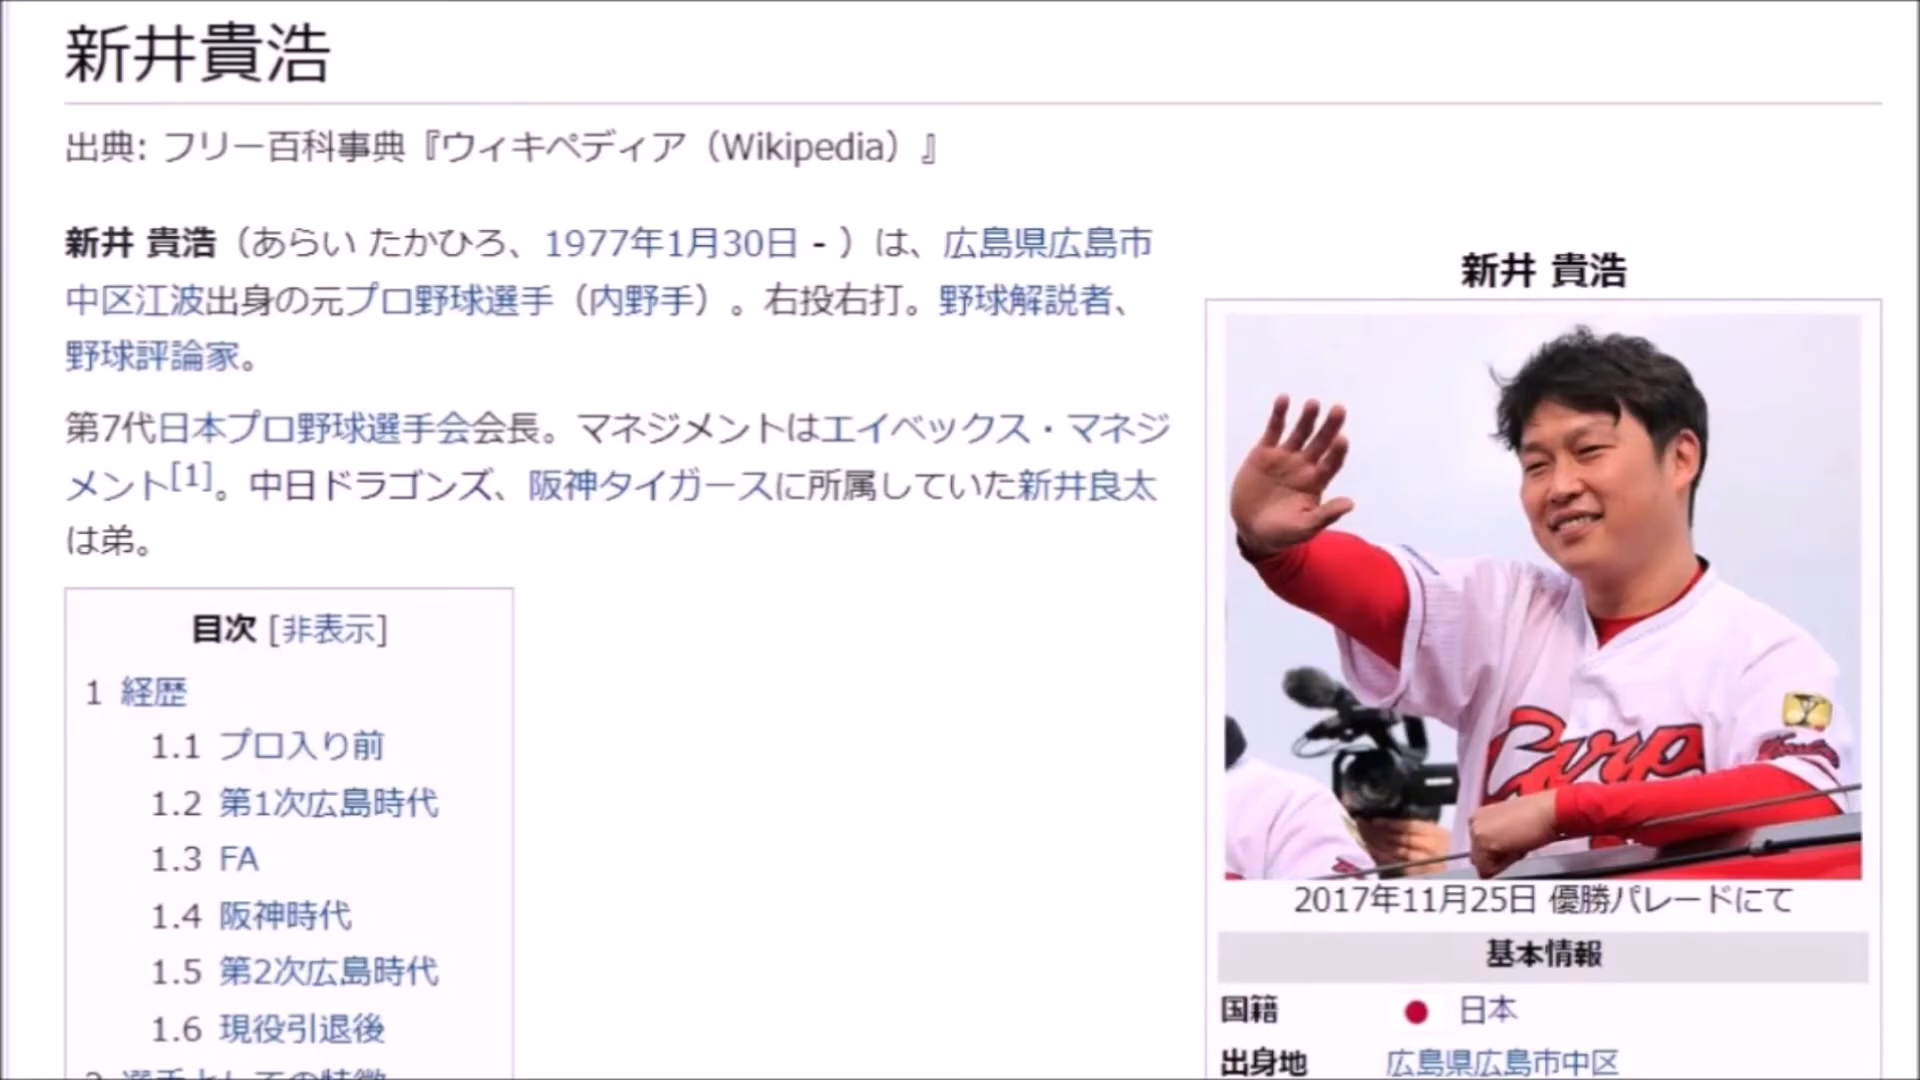 新井貴浩
出典: フリー百科事典『ウィキペディア（Wikipedia）』
新井 貴浩（あらい たかひろ、1977年1月30日 - ）は、広島県広島市
中区江波出身の元プロ野球選手（内野手）。右投右打。野球解説者、
野球評論家。
第7代日本プロ野球選手会会長。マネジメントはエイベックス・マネジ
メント[1]。中日ドラゴンズ、阪神タイガースに所属していた新井良太
は弟。
目次 [非表示]
1 経歴
1.1 プロ入り前
1.2 第1次広島時代
1.3 FA
1.4 阪神時代
1.5 第2次広島時代
1.6 現役引退後
2 選手としての特徴
新井 貴浩
Carp
2017年11月25日 優勝パレードにて
基本情報
国籍 日本
出身地 広島県広島市中区